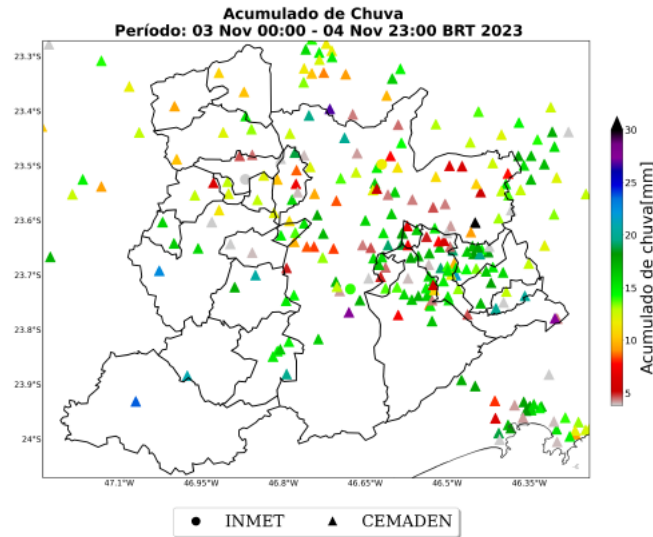 Acumulado de Chuva
Período: 03 Nov 00:00 - 04 Nov 23:00 BRT 2023
23.3°S
23.4°S
23.5°S
23.6°S
23.7°S
23.8°S
23.9°S
24°S
47.1°W
46.95°W
46.8°W
46.65°W
46.5°W
46.35°W
30
25
20
15
10
5
Acumulado de chuva[mm]
INMET
CEMADEN